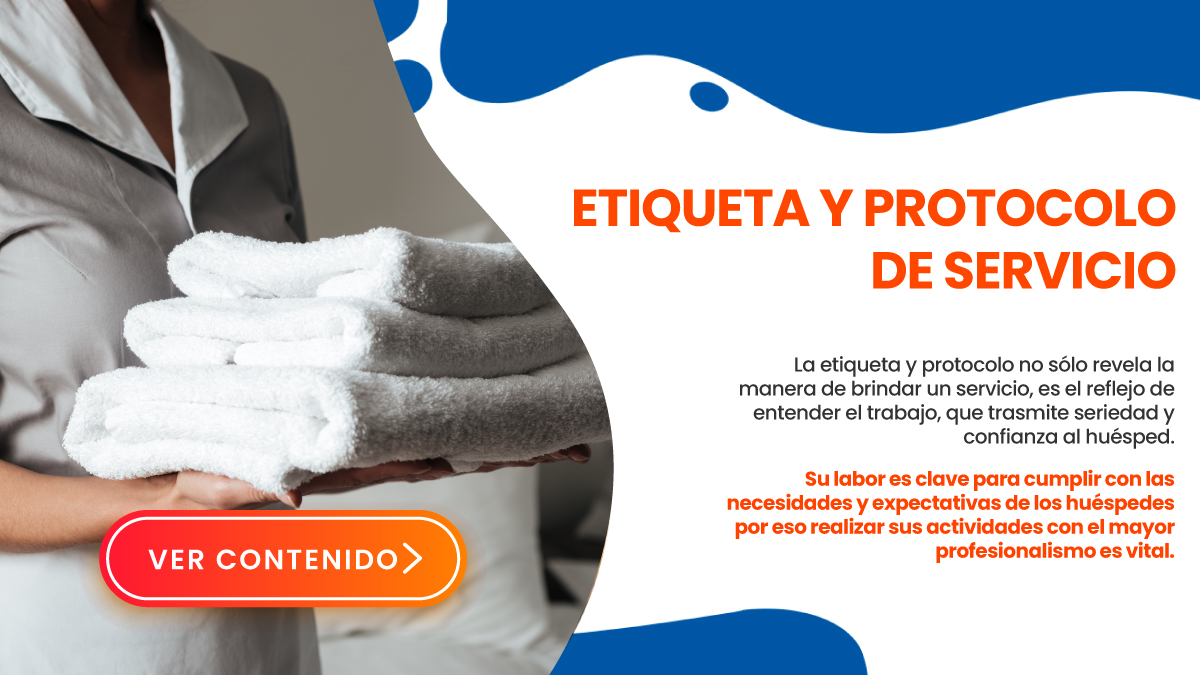 ETIQUETA Y PROTOCOLO
DE SERVICIO
La etiqueta y protocolo no sólo revela la
manera de brindar un servicio, es el reflejo de
entender el trabajo, que trasmite seriedad y
confianza al huésped.
Su labor es clave para cumplir con las
necesidades y expectativas de los huéspedes
por eso realizar sus actividades con el mayor
profesionalismo es vital.
VER CONTENIDO